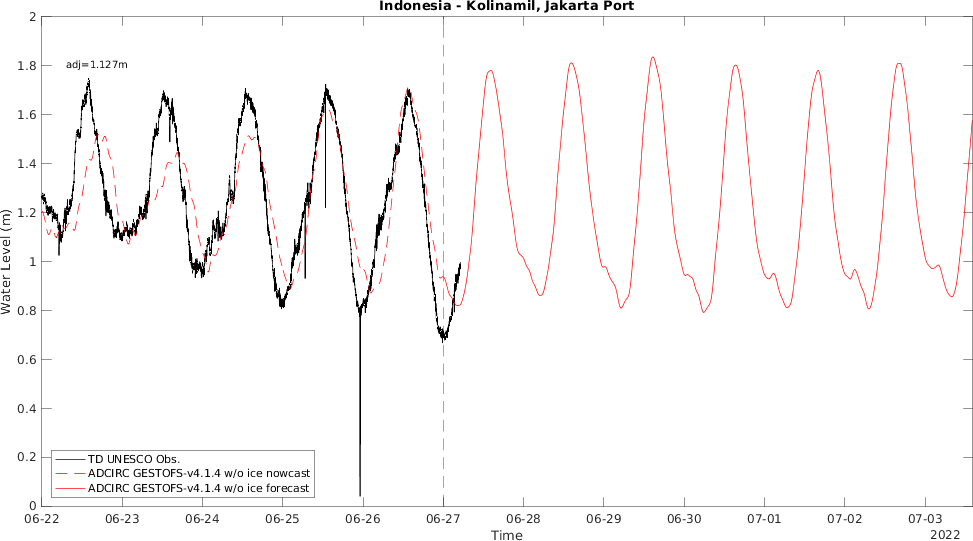 Indonesia - Kolinamil, Jakarta Port
2
1.8
1.6
1.4
1.2
1
0.8
0.6
0.4
0.2
0
Water Level (m)
adj=1.127m
TD UNESCO Obs.
ADCIRC GESTOFS-v4.1.4 w/o ice nowcast
ADCIRC GESTOFS-v4.1.4 w/o ice forecast
06-22 06-23 06-24 06-25 06-26 06-27 06-28 06-29 06-30 07-01 07-02 07-03
Time
2022